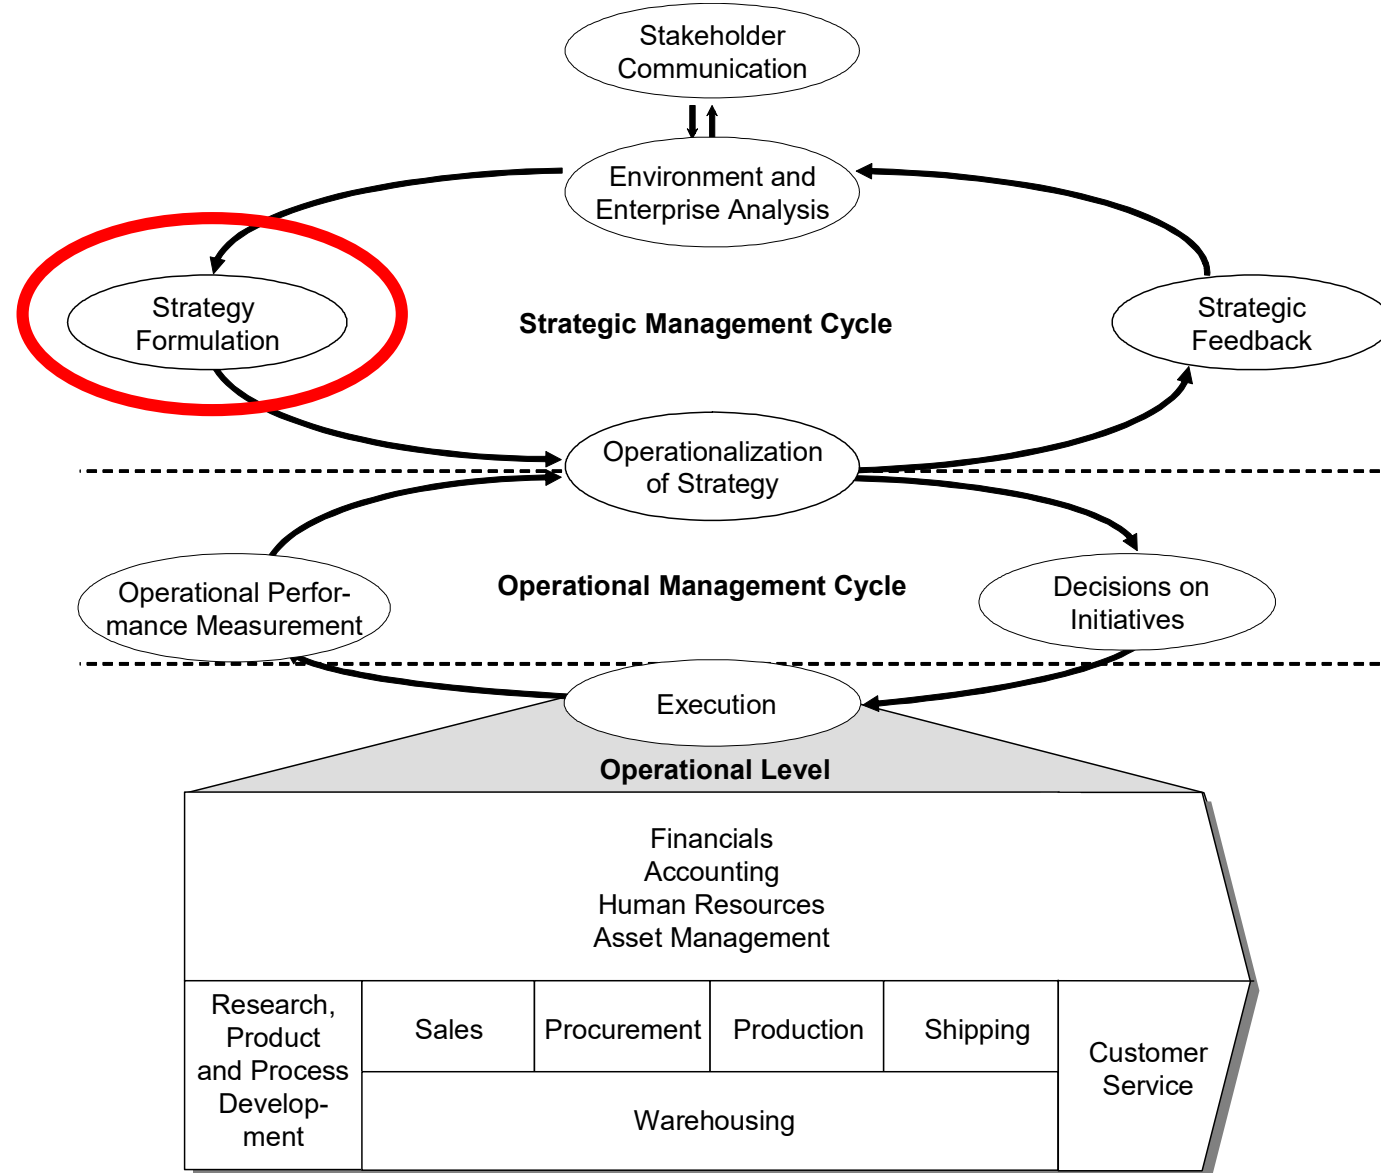 Stakeholder
Communication
Environment and
Enterprise Analysis
Strategy
Formulation
Strategic Management Cycle
Strategic
Feedback
Operationalization
of Strategy
Operational Perfor-
mance Measurement
Operational Management Cycle
Decisions on
Initiatives
Execution
Operational Level
Financials
Accounting
Human Resources
Asset Management
Research,
Product
and Process
Develop-
ment
Sales
Procurement
Production
Shipping
Customer
Service
Warehousing